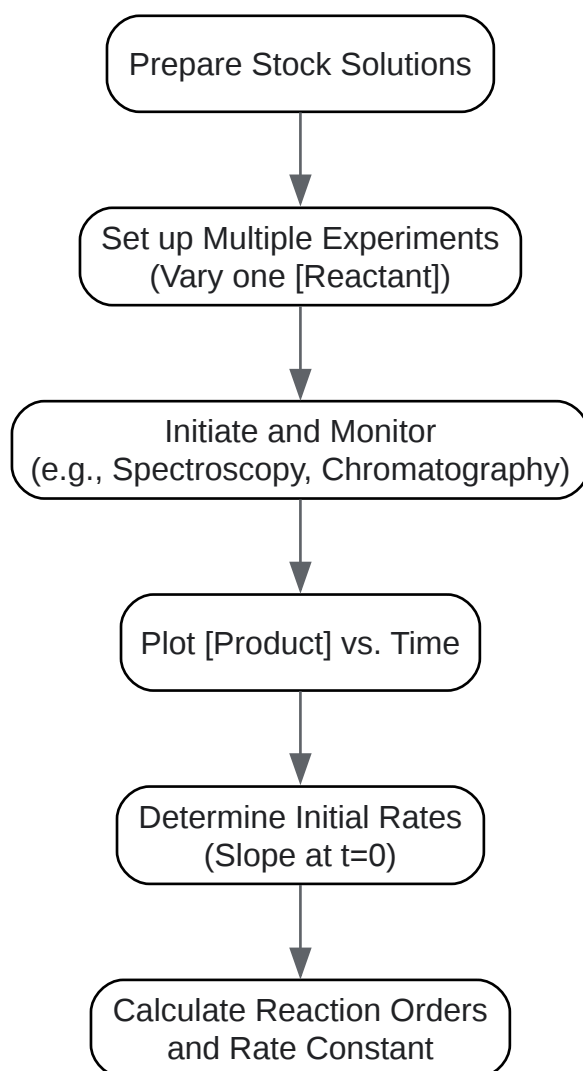 Prepare Stock Solutions
Set up Multiple Experiments
(Vary one [Reactant])
Initiate and Monitor
(e.g., Spectroscopy, Chromatography)
Plot [Product] vs. Time
Determine Initial Rates
(Slope at t=0)
Calculate Reaction Orders
and Rate Constant